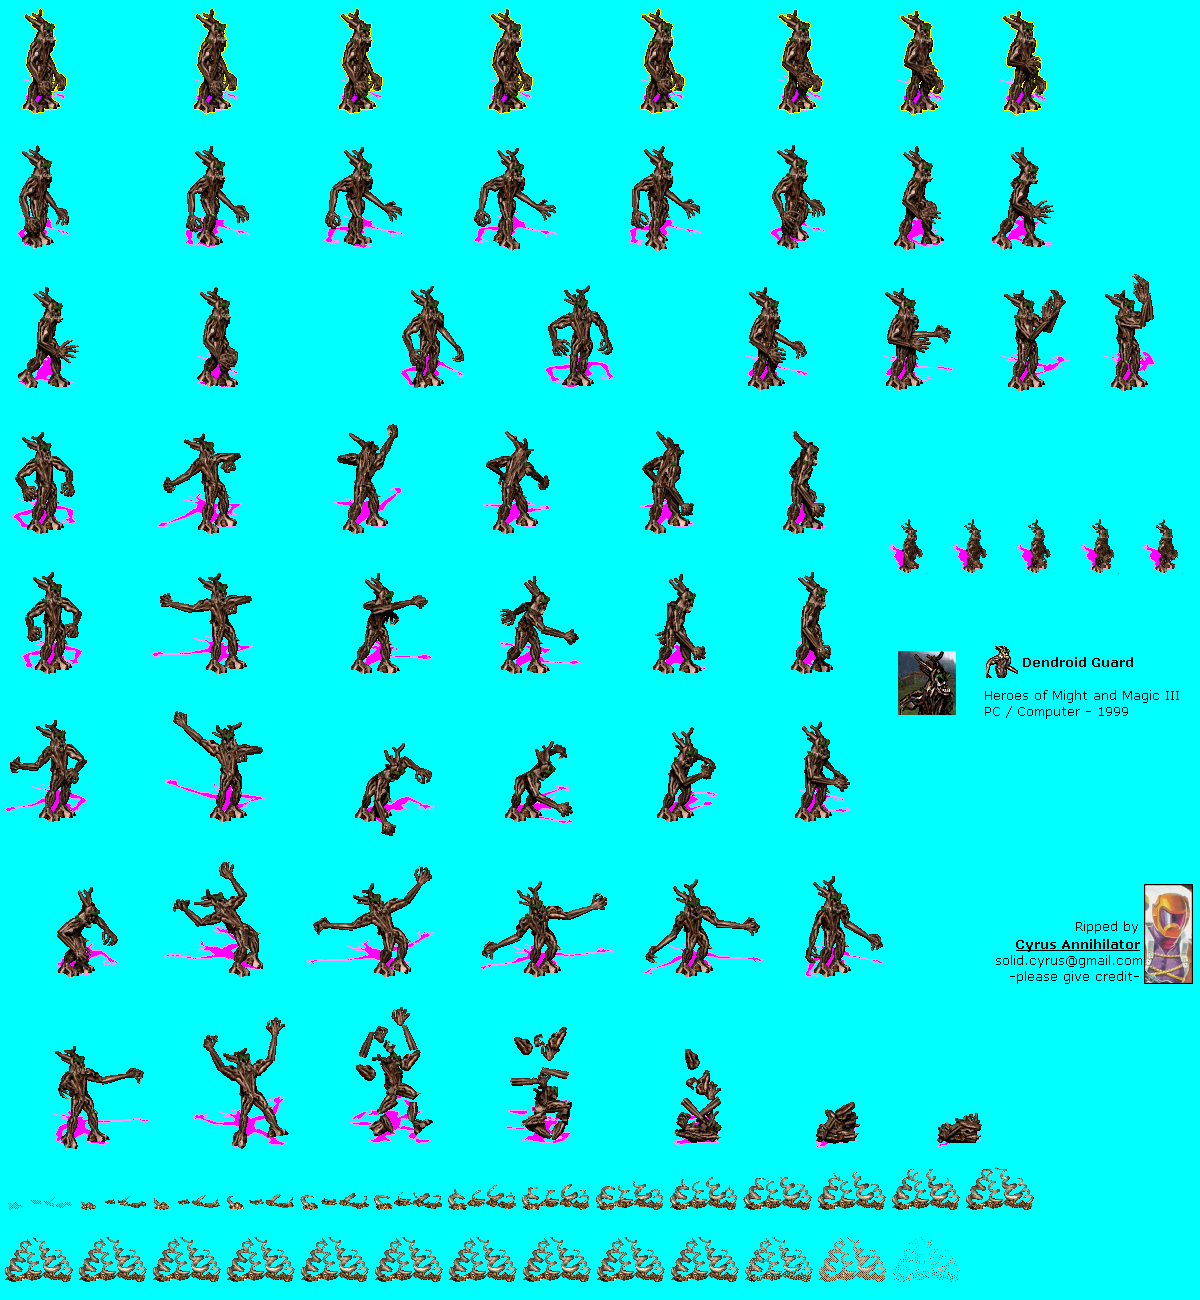 Dendroid Guard
Heroes of Might and Magic III
PC / Computer - 1999
Ripped by
Cyrus Annihilator
solid.cyrus@gmail.com
-please give credit-